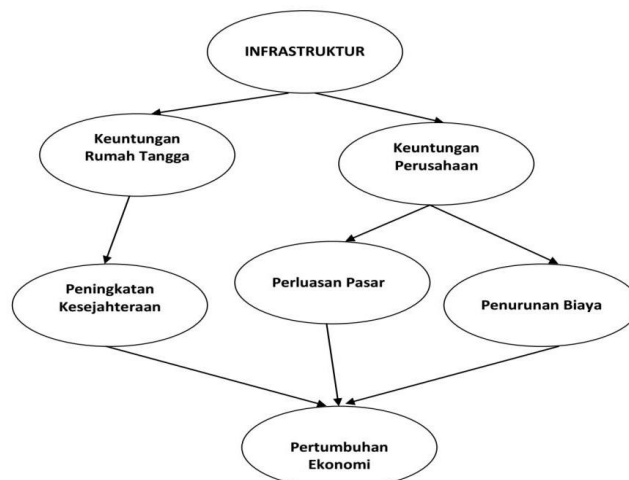 INFRASTRUKTUR
Keuntungan
Rumah Tangga
Keuntungan
Perusahaan
Peningkatan
Kesejahteraan
Perluasan Pasar
Penurunan Biaya
Pertumbuhan
Ekonomi